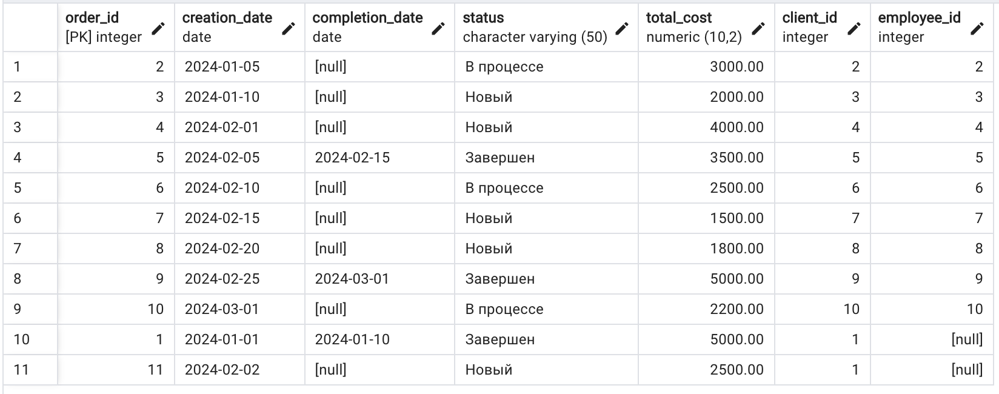 order_id creation_date completion_date status total_cost client_id employee_id
[PK] integer date date character varying (50) numeric (10,2) integer integer
1 2 2024-01-05 [null] В процессе 3000.00 2 2
2 3 2024-01-10 [null] Новый 2000.00 3 3
3 4 2024-02-01 [null] Новый 4000.00 4 4
4 5 2024-02-05 2024-02-15 Завершен 3500.00 5 5
5 6 2024-02-10 [null] В процессе 2500.00 6 6
6 7 2024-02-15 [null] Новый 1500.00 7 7
7 8 2024-02-20 [null] Новый 1800.00 8 8
8 9 2024-02-25 2024-03-01 Завершен 5000.00 9 9
9 10 2024-03-01 [null] В процессе 2200.00 10 10
10 1 2024-01-01 2024-01-10 Завершен 5000.00 1 [null]
11 11 2024-02-02 [null] Новый 2500.00 1 [null]